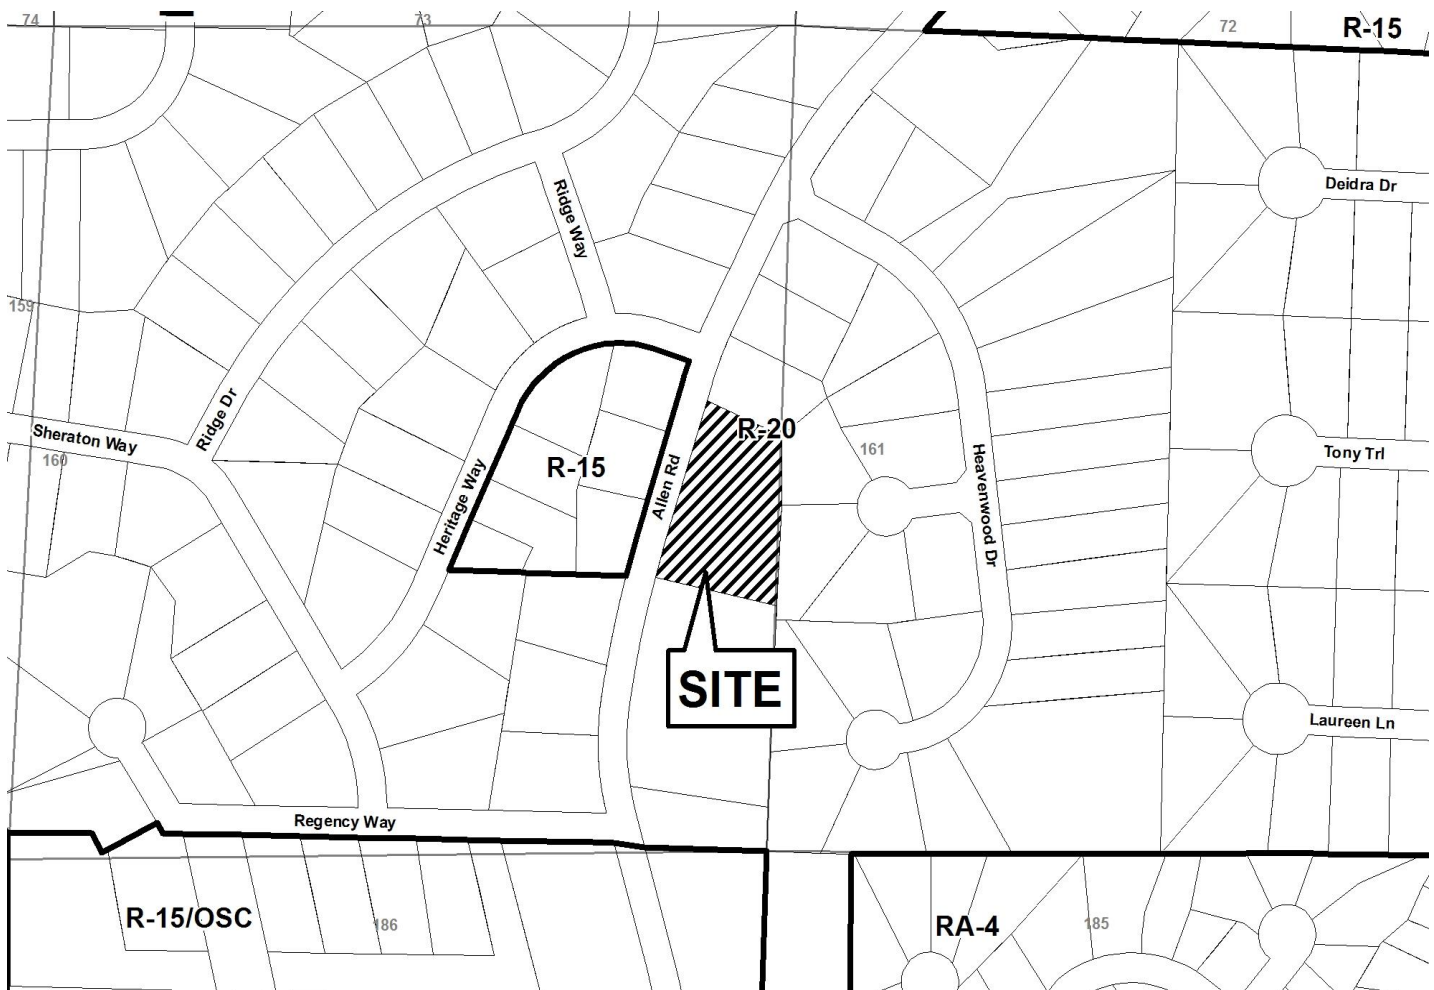 74
73
72
R-15
Deidra Dr
Ridge Way
159
Ridge Dr
R-20
Sheraton Way
160
R-15
161
Tony Trl
Allen Rd
Heritage Way
Heavenwood Dr
SITE
Laureen Ln
Regency Way
R-15/OSC
186
RA-4
185